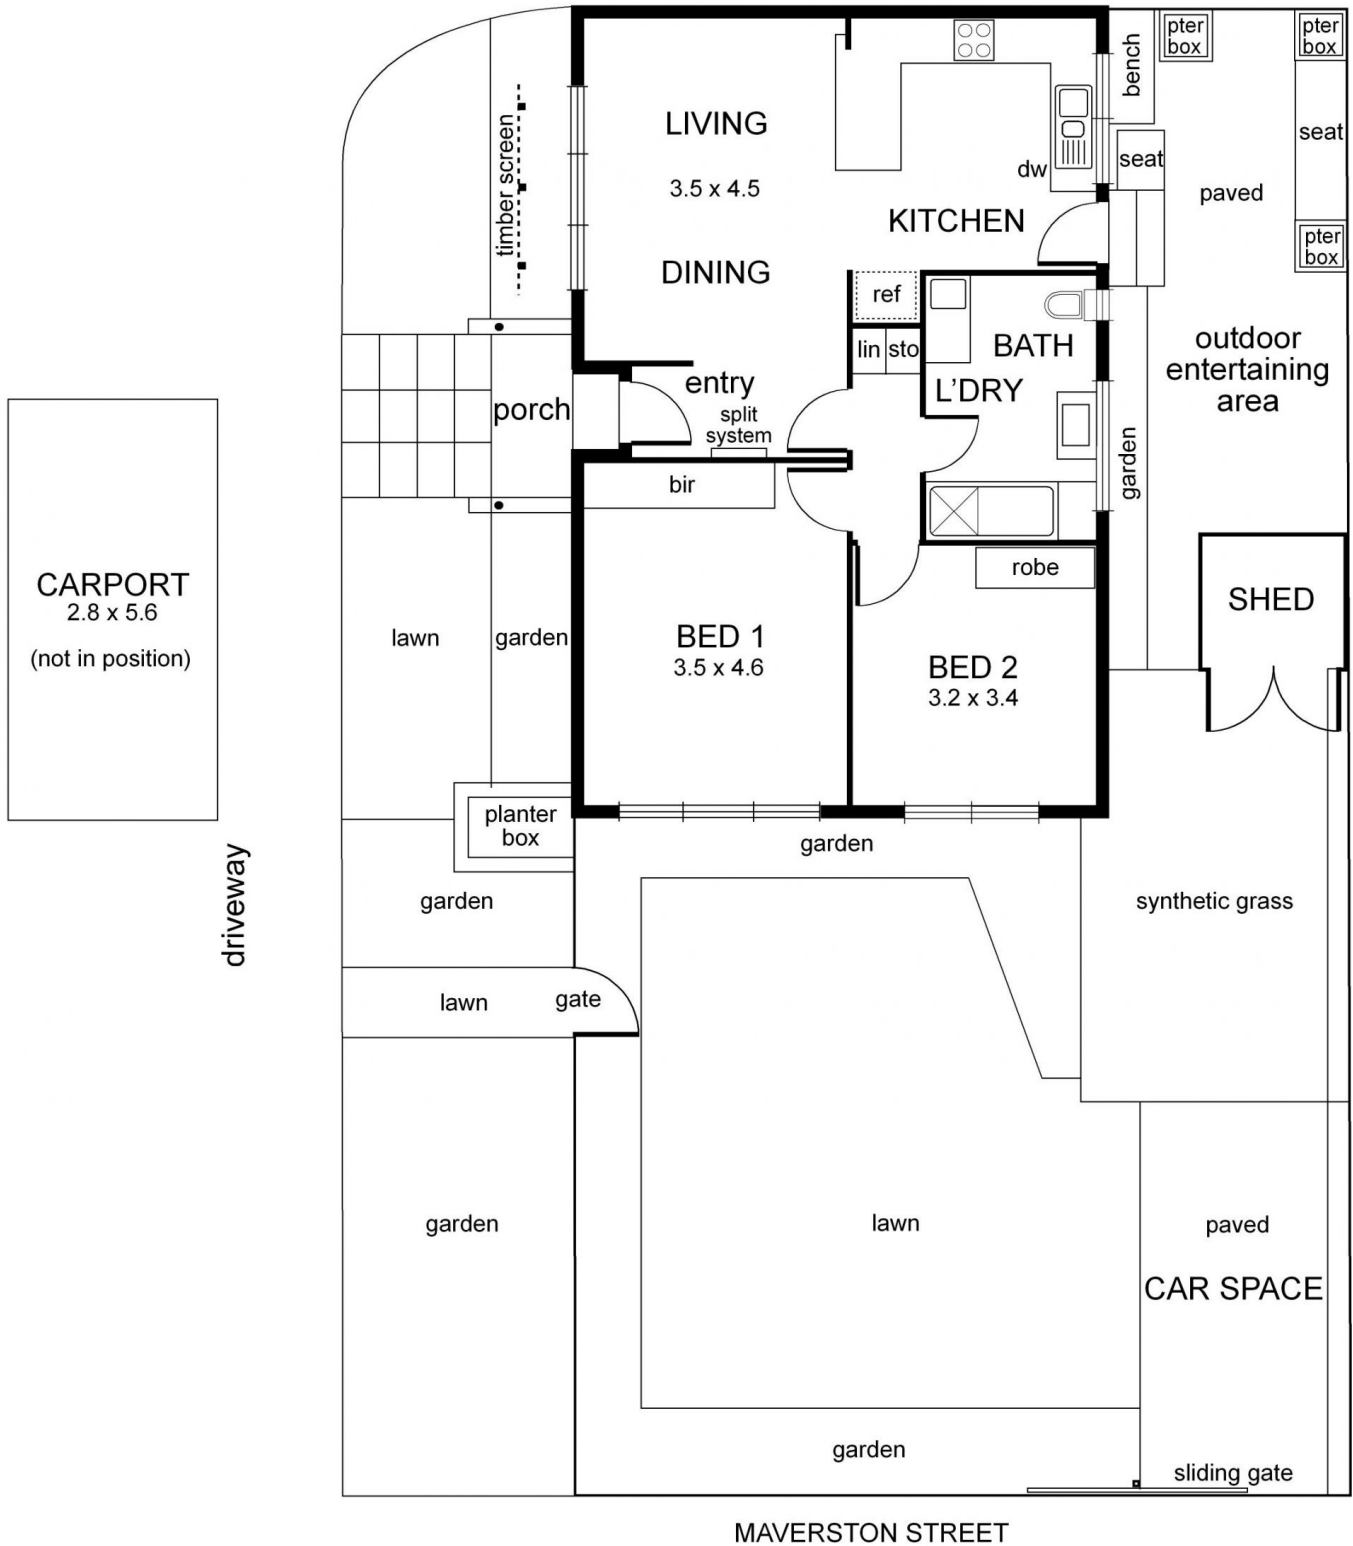 pter
box
pter
box
bench
timber screen
LIVING
3.5 x 4.5
DINING
dw
KITCHEN
seat
seat
paved
pter
box
ref
lin
sto
BATH
L'DRY
outdoor
entertaining
area
entry
split
system
porch
garden
bir
robe
CARPORT
2.8 x 5.6
(not in position)
lawn
garden
BED 1
3.5 x 4.6
BED 2
3.2 x 3.4
SHED
planter
box
garden
driveway
garden
synthetic grass
lawn
gate
garden
lawn
paved
CAR SPACE
garden
sliding gate
MAVERSTON STREET